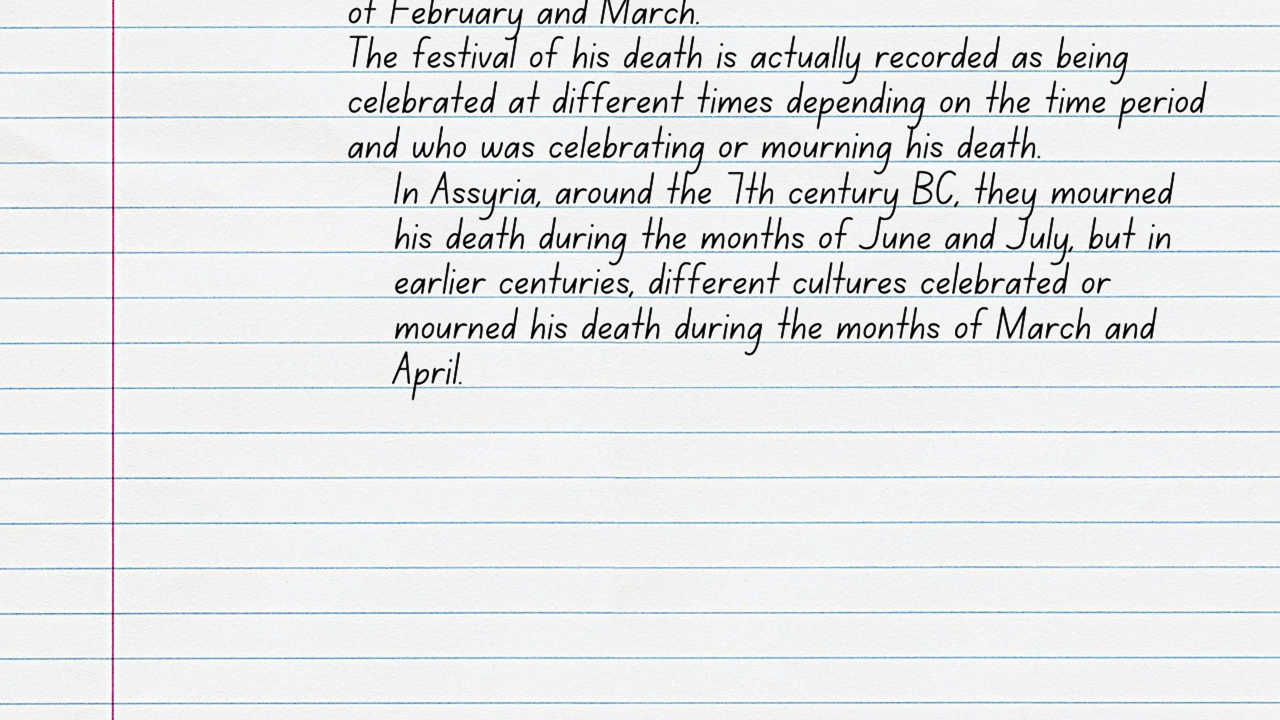 of February and March.
The festival of his death is actually recorded as being
celebrated at different times depending on the time period
and who was celebrating or mourning his death.
In Assyria, around the 7th century BC, they mourned
his death during the months of June and July, but in
earlier centuries, different cultures celebrated or
mourned his death during the months of March and
April.